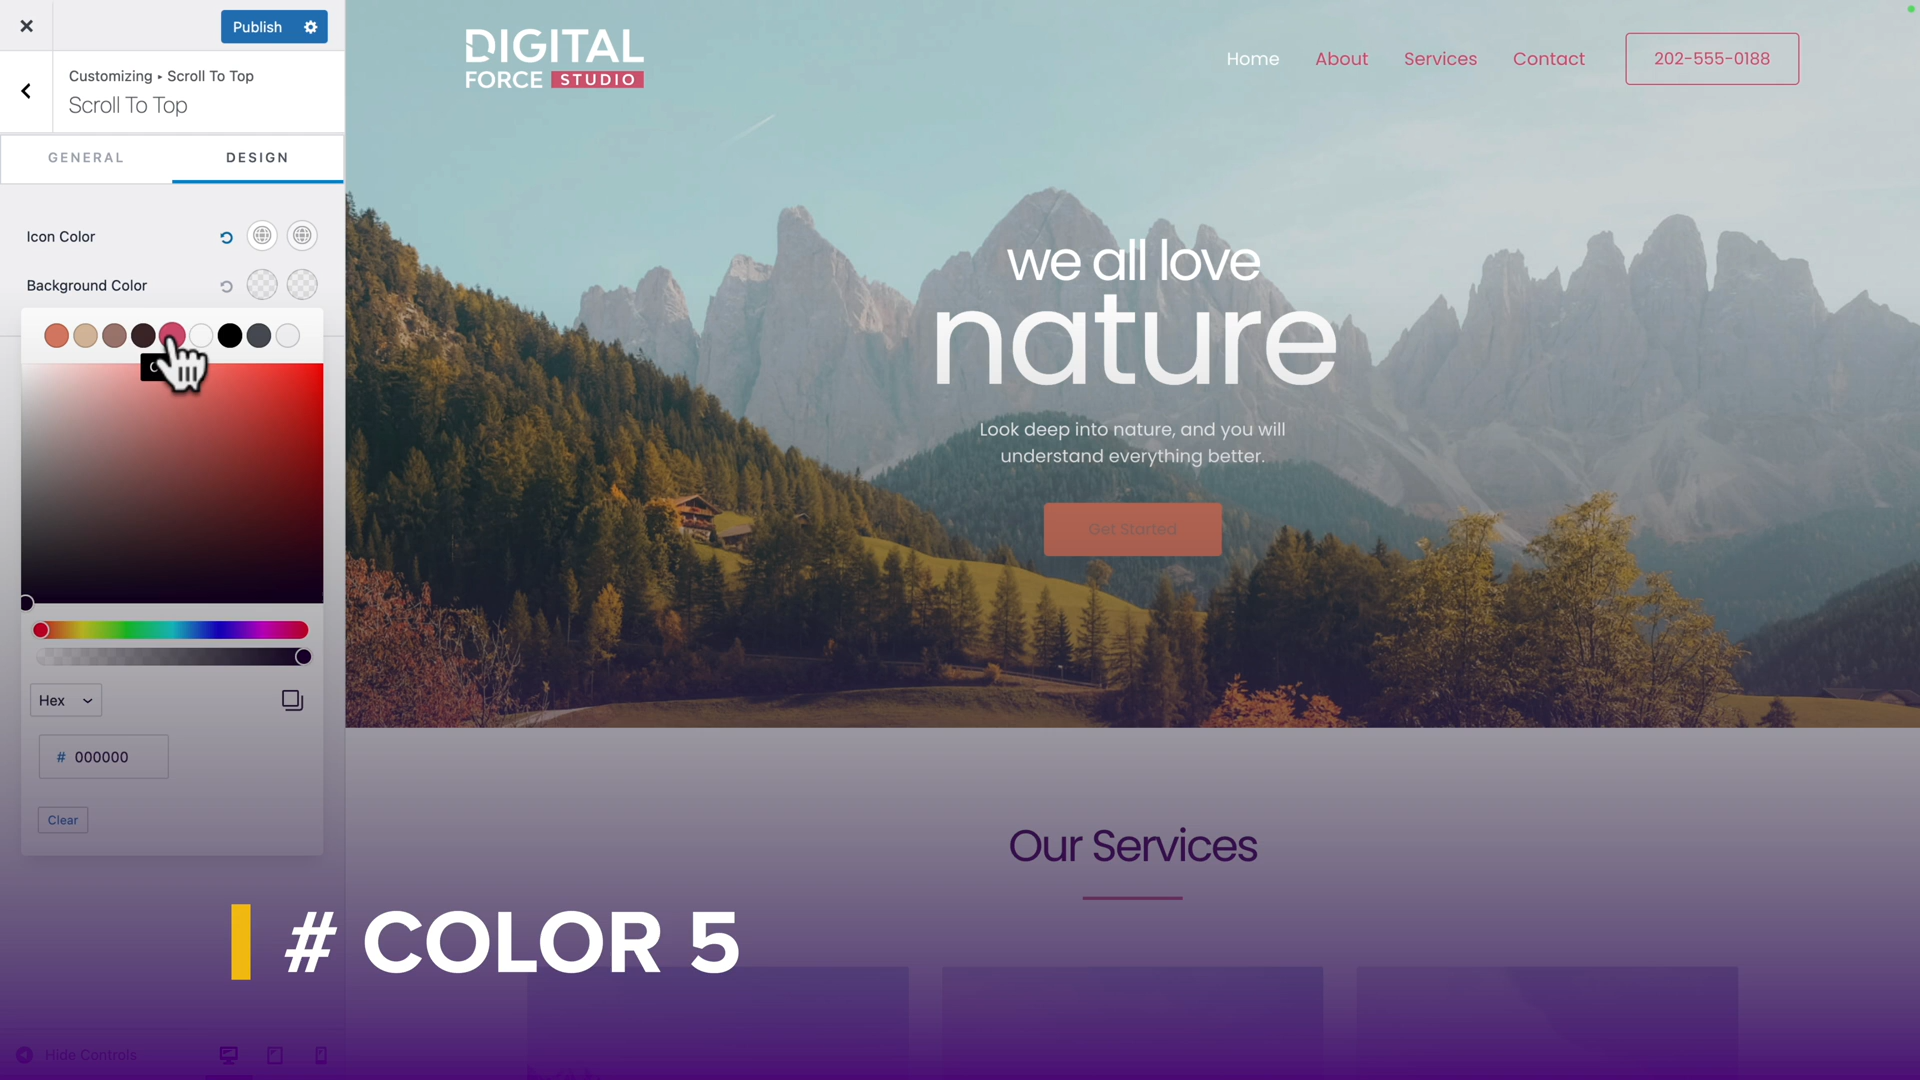 Publish
Customizing ▸ Scroll To Top
Scroll To Top
GENERAL
DESIGN
Icon Color
Background Color
Hex
# 000000
Clear
Hide Controls
DIGITAL
FORCE STUDIO
Home
About
Services
Contact
202-555-0188
we all love
nature
Look deep into nature, and you will
understand everything better.
Get Started
Our Services
# COLOR 5